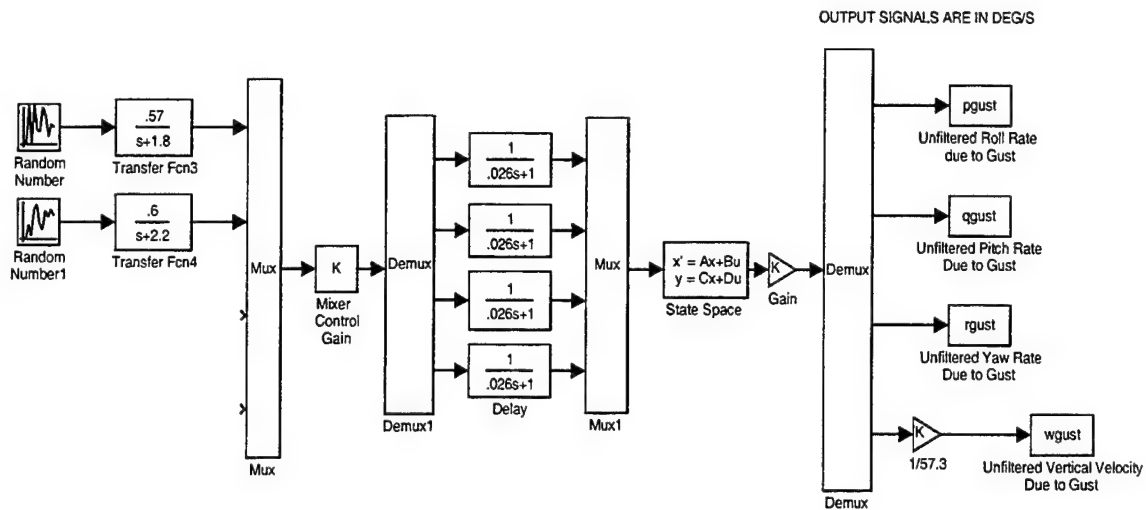 OUTPUT SIGNALS ARE IN DEG/S
Random
Number
.57
s+1.8
Transfer Fcn3
Random
Number1
.6
s+2.2
Transfer Fcn4
Mux
Mux
K
Mixer
Control
Gain
Demux
Demux1
1
.026s+1
1
.026s+1
1
.026s+1
1
.026s+1
Delay
Mux
Mux1
x' = Ax+Bu
y = Cx+Du
State Space
K
Gain
Demux
Demux
pgust
Unfiltered Roll Rate
due to Gust
qgust
Unfiltered Pitch Rate
Due to Gust
rgust
Unfiltered Yaw Rate
Due to Gust
K
1/57.3
wgust
Unfiltered Vertical Velocity
Due to Gust